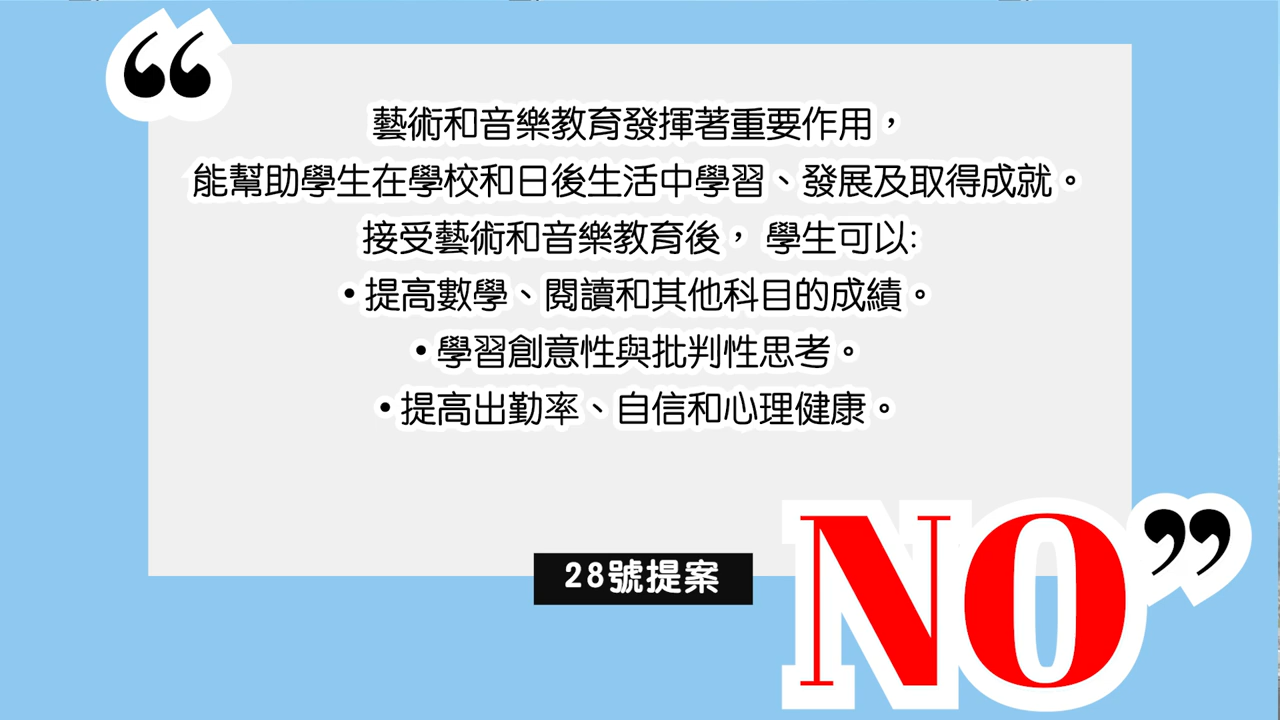 “
藝術和音樂教育發揮著重要作用，
能幫助學生在學校和日後生活中學習、發展及取得成就。
接受藝術和音樂教育後， 學生可以:
•提高數學、閱讀和其他科目的成績。
•學習創意性與批判性思考。
•提高出勤率、自信和心理健康。
28號提案
NO”